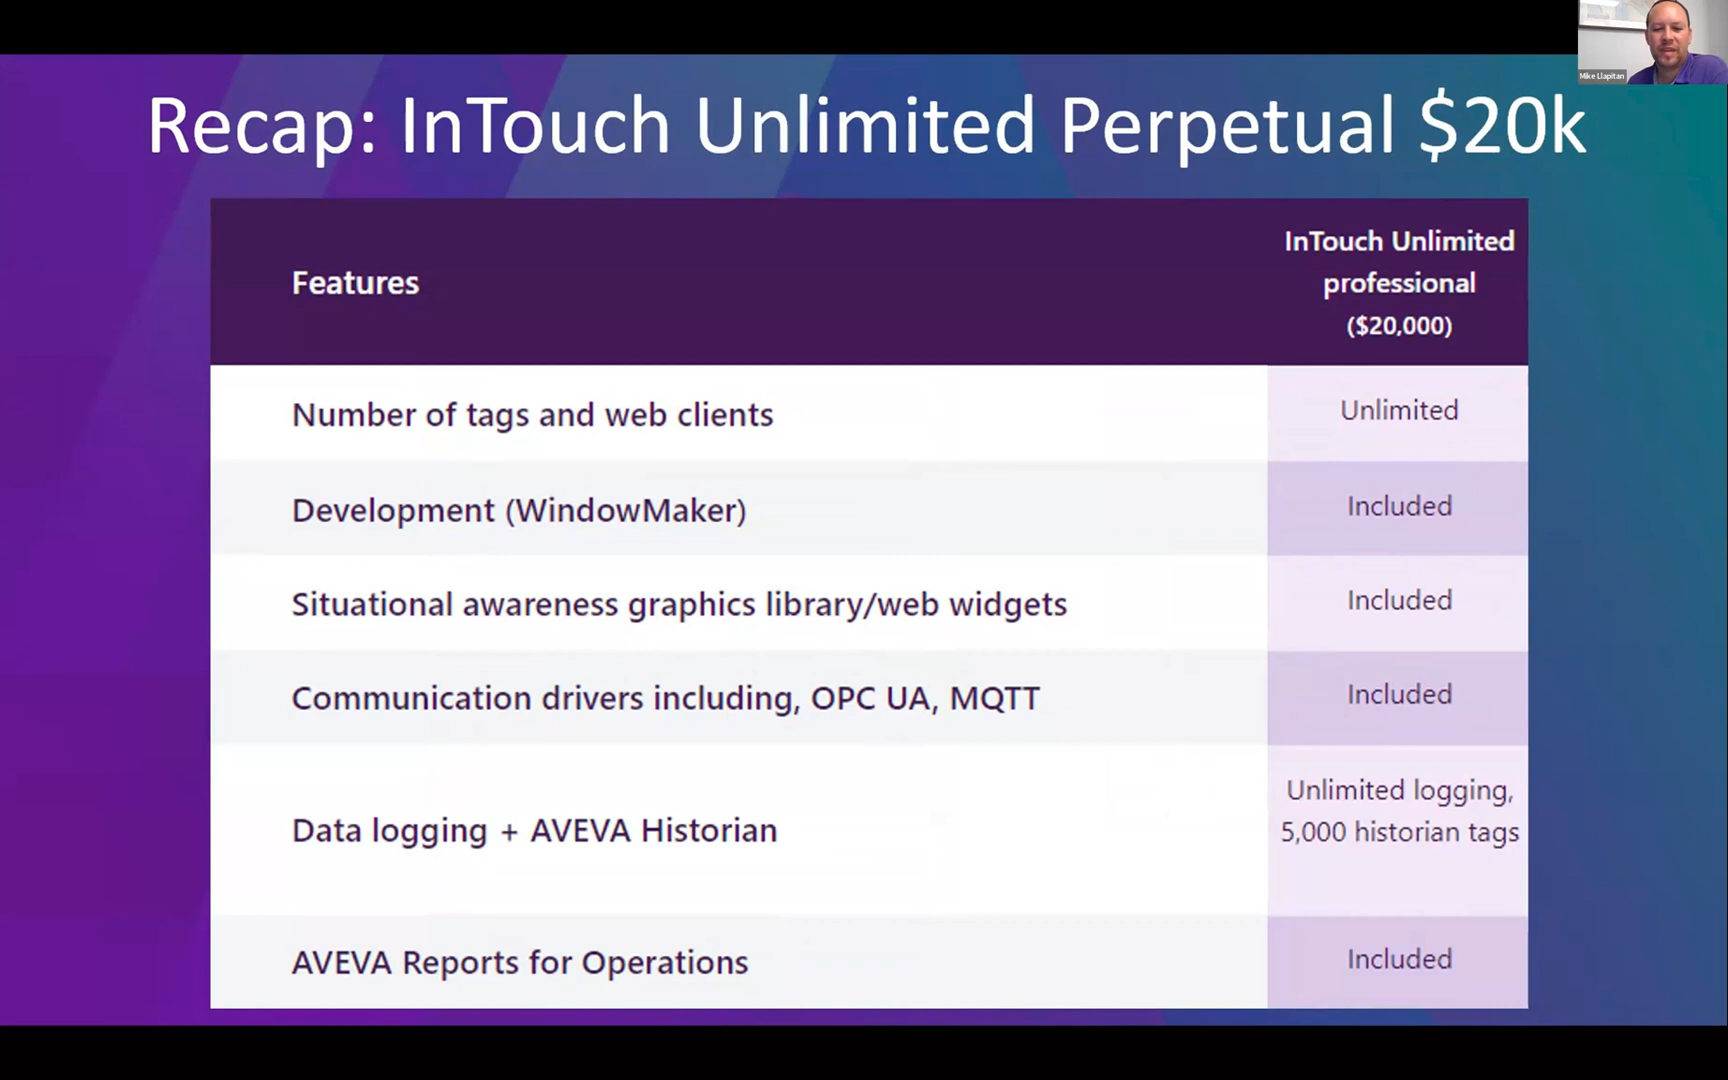 Mike Llapitan
Recap: InTouch Unlimited Perpetual $20k
Features
InTouch Unlimited
professional
($20,000)
Number of tags and web clients
Unlimited
Development (WindowMaker)
Included
Situational awareness graphics library/web widgets
Included
Communication drivers including, OPC UA, MQTT
Included
Data logging + AVEVA Historian
Unlimited logging,
5,000 historian tags
AVEVA Reports for Operations
Included